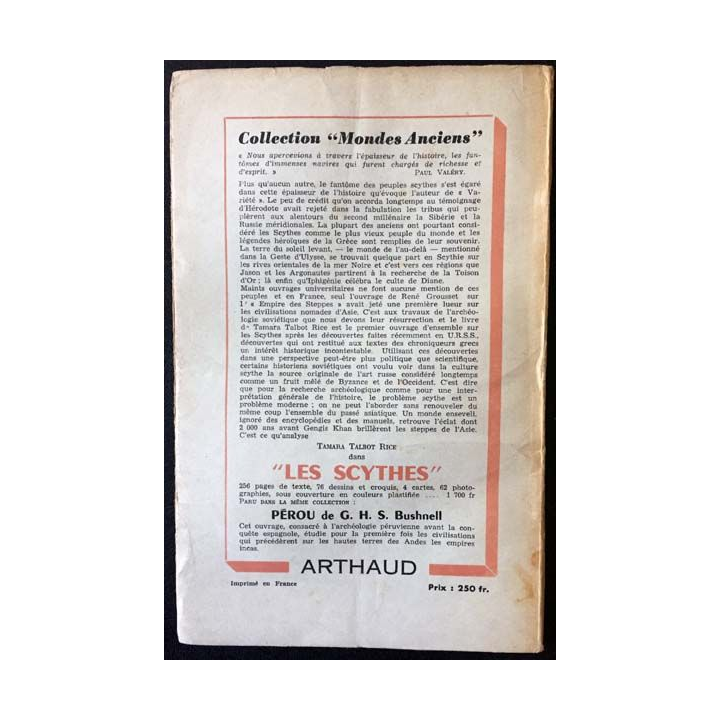 Collection "Mondes Anciens"
« Nous apercevions à travers l'épaisseur de l'histoire, les fan-
tômes d'immenses navires qui furent chargés de richesse et
d'esprit. » PAUL VALÉRY.
Plus qu'aucun autre, le fantôme des peuples scythes s'est égaré
dans cette épaisseur de l'histoire qu'évoque l'auteur de « Va-
riété ». Le peu de crédit qu'on accorda longtemps au témoignage
d'Hérodote avait rejeté dans la fabulation les tribus qui peu-
plèrent aux alentours du second millénaire la Sibérie et la
Russie méridionales. La plupart des anciens ont pourtant consi-
déré les Scythes comme le plus vieux peuple du monde et les
légendes héroïques de la Grèce sont remplies de leur souvenir.
La terre du soleil levant, — le monde de l'au-delà — mentionné
dans la Geste d'Ulysse, se trouvait quelque part en Scythie sur
les rives orientales de la mer Noire et c'est vers ces régions que
Jason et les Argonautes partirent à la recherche de la Toison
d'Or ; là enfin qu'Iphigénie célébra le culte de Diane.
Maints ouvrages universitaires ne font aucune mention de ces
peuples et en France, seul l'ouvrage de René Grousset sur
l'« Empire des Steppes » avait jeté une première lueur sur
les civilisations nomades d'Asie. C'est aux travaux de l'archéo-
logie soviétique que nous devons leur résurrection et le livre
d° Tamara Talbot Rice est le premier ouvrage d'ensemble sur
les Scythes après les découvertes faites récemment en U.R.S.S.,
découvertes qui ont restitué aux textes des chroniqueurs grecs
un intérêt historique incontestable. Utilisant ces découvertes
dans une perspective peut-être plus politique que scientifique,
certains historiens soviétiques ont voulu voir dans la culture
scythe la source originale de l'art russe considéré longtemps
comme un fruit mêlé de Byzance et de l'Occident. C'est dire
que pour la recherche archéologique comme pour une inter-
prétation générale de l'histoire, le problème scythe est un
problème moderne ; on ne peut l'aborder sans renouveler du
même coup l'ensemble du passé asiatique. Un monde enseveli,
ignoré des encyclopédies et des manuels, retrouve l'éclat dont
2 000 ans avant Gengis Khan brillèrent les steppes de l'Asie.
C'est ce qu'analyse
TAMARA TALBOT RICE
dans
"LES SCYTHES"
256 pages de texte, 76 dessins et croquis, 4 cartes, 62 photo-
graphies, sous couverture en couleurs plastifiée .... 1 700 fr
PARU DANS LA MÊME COLLECTION :
PÉROU de G. H. S. Bushnell
Cet ouvrage, consacré à l'archéologie péruvienne avant la con-
quête espagnole, étudie pour la première fois les civilisations
qui précédèrent sur les hautes terres des Andes les empires
incas.
ARTHAUD
Imprimé en France
Prix : 250 fr.